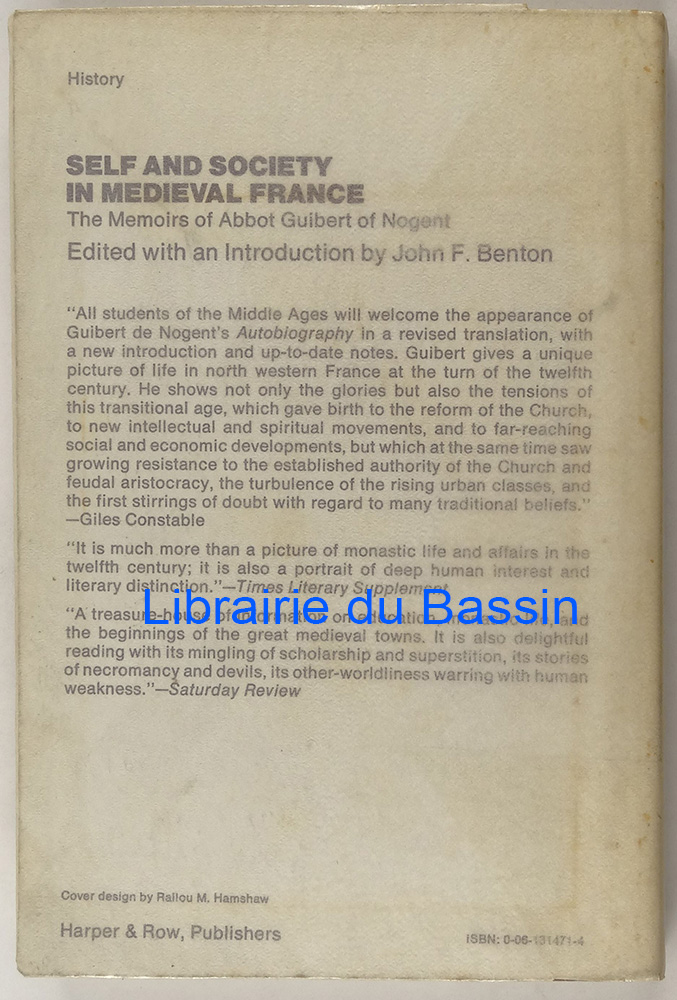 History
SELF AND SOCIETY
IN MEDIEVAL FRANCE
The Memoirs of Abbot Guibert of Nogent
Edited with an Introduction by John F. Benton
"All students of the Middle Ages will welcome the appearance of
Guibert de Nogent's Autobiography in a revised translation, with
a new introduction and up-to-date notes. Guibert gives a unique
picture of life in north western France at the turn of the twelfth
century. He shows not only the glories but also the tensions of
this transitional age, which gave birth to the reform of the Church,
to new intellectual and spiritual movements, and to far-reaching
social and economic developments, but which at the same time saw
growing resistance to the established authority of the Church and
feudal aristocracy, the turbulence of the rising urban classes, and
the first stirrings of doubt with regard to many traditional beliefs."
—Giles Constable
"It is much more than a picture of monastic life and affairs in the
twelfth century; it is also a portrait of deep human interest and
literary distinction."—Times Literary Supplement
Librairie du Bassin
"A treasure-house of information on education, and
the beginnings of the great medieval towns. It is also delightful
reading with its mingling of scholarship and superstition, its stories
of necromancy and devils, its other-worldliness warring with human
weakness."—Saturday Review
Cover design by Rallou M. Hamshaw
Harper & Row, Publishers
ISBN: 0-06-131471-4